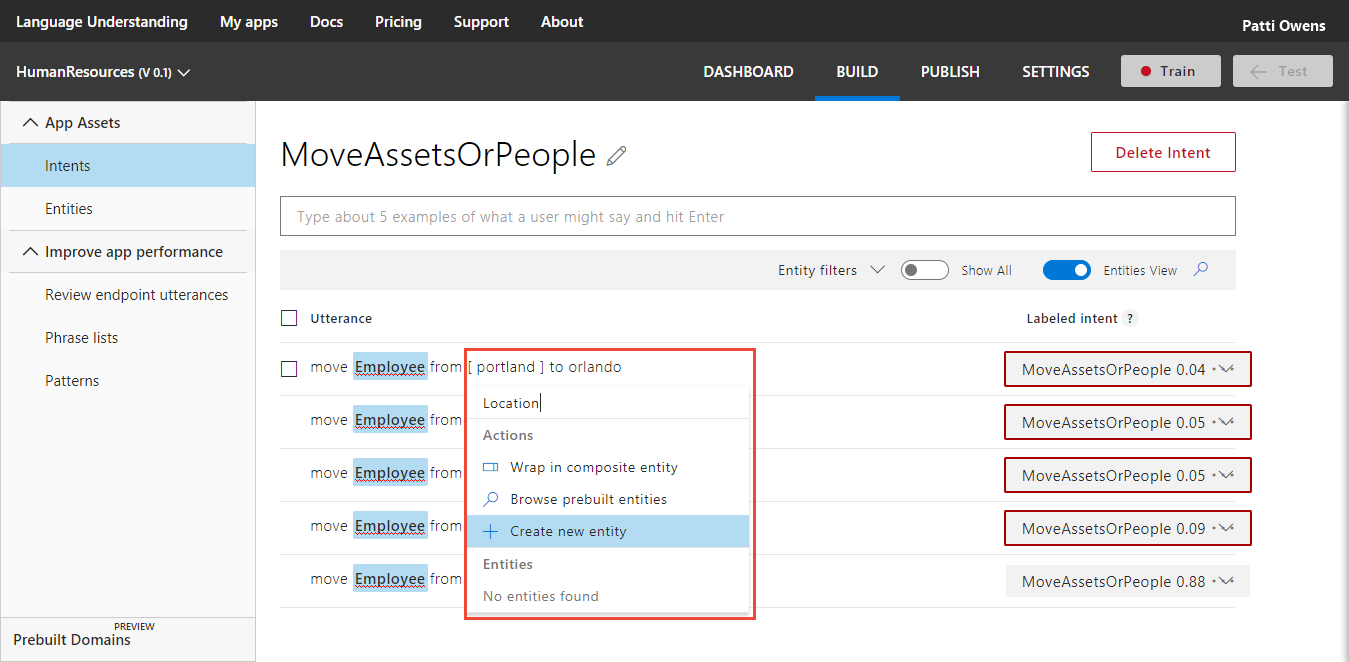 Language Understanding My apps Docs Pricing Support About
Patti Owens
HumanResources (V 0.1) DASHBOARD BUILD PUBLISH SETTINGS Train Test
App Assets
Intents
Entities
Improve app performance
Review endpoint utterances
Phrase lists
Patterns
PREVIEW
Prebuilt Domains
MoveAssetsOrPeople
Delete Intent
Type about 5 examples of what a user might say and hit Enter
Entity filters Show All Entities View
Utterance Labeled intent ?
move Employee from [ portland ] to orlando MoveAssetsOrPeople 0.04
Location
move Employee from MoveAssetsOrPeople 0.05
Actions
Wrap in composite entity
move Employee from MoveAssetsOrPeople 0.05
Browse prebuilt entities
move Employee from MoveAssetsOrPeople 0.09
Create new entity
Entities
move Employee from MoveAssetsOrPeople 0.88
No entities found